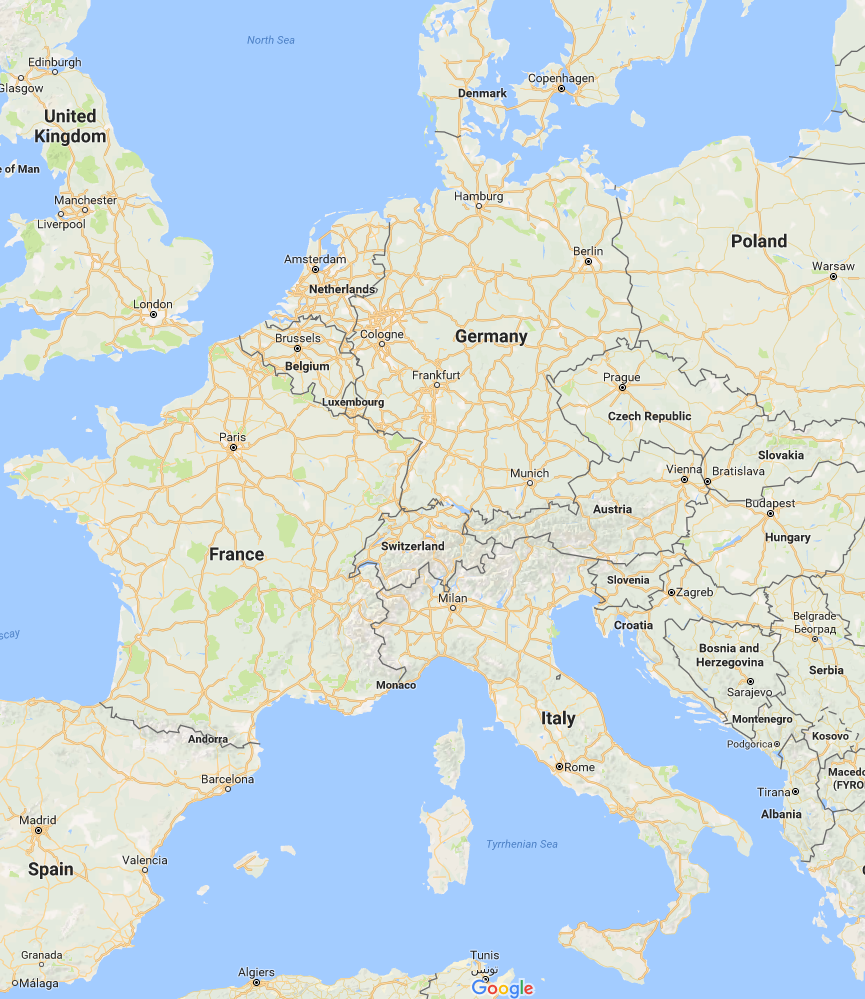 North Sea
Edinburgh
Glasgow
Copenhagen
Denmark
United
Kingdom
e of Man
Hamburg
Manchester
Liverpool
Poland
Berlin
Amsterdam
Warsaw
Netherlands
London
Brussels
Cologne
Germany
Belgium
Frankfurt
Prague
Luxembourg
Czech Republic
Paris
Slovakia
Munich
Vienna
Bratislava
Budapest
Austria
Hungary
Switzerland
France
Slovenia
Zagreb
Milan
Belgrade
Београд
Croatia
scay
Bosnia and
Herzegovina
Serbia
Monaco
Sarajevo
Italy
Montenegro
Kosovo
Andorra
Podgorica
Rome
Macedo
(FYRO
Barcelona
Tirana
Albania
Madrid
Tyrrhenian Sea
Valencia
Spain
Granada
Tunis
تونس
Algiers
Málaga
Google